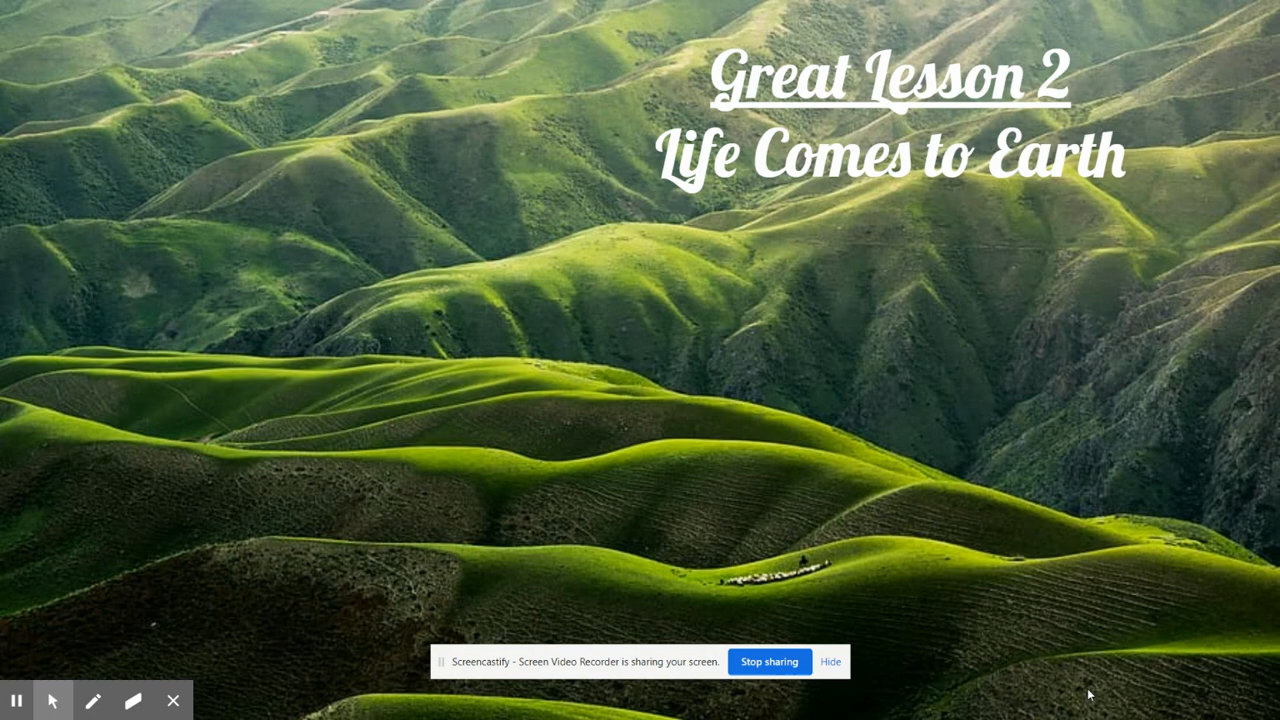 Great Lesson 2
Life Comes to Earth
Screencastify - Screen Video Recorder is sharing your screen. Stop sharing Hide